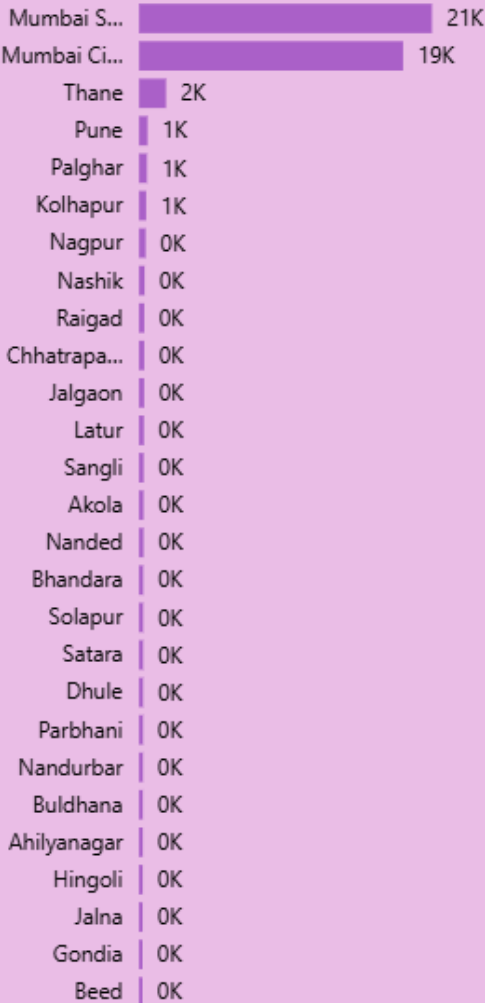 Mumbai S... 21K
Mumbai Ci... 19K
Thane 2K
Pune 1K
Palghar 1K
Kolhapur 1K
Nagpur 0K
Nashik 0K
Raigad 0K
Chhatrapa... 0K
Jalgaon 0K
Latur 0K
Sangli 0K
Akola 0K
Nanded 0K
Bhandara 0K
Solapur 0K
Satara 0K
Dhule 0K
Parbhani 0K
Nandurbar 0K
Buldhana 0K
Ahilyanagar 0K
Hingoli 0K
Jalna 0K
Gondia 0K
Beed 0K